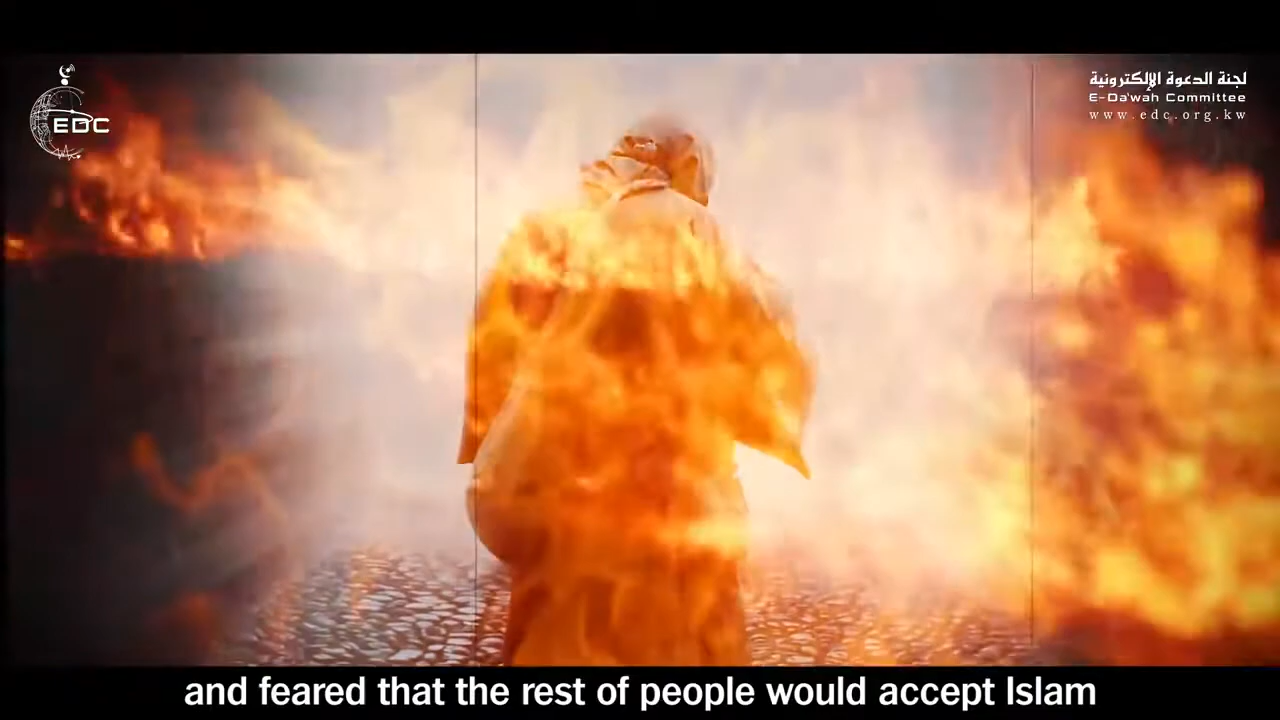 EDC
لجنة الدعوة الإلكترونية
E-Da'wah Committee
www.edc.org.kw
and feared that the rest of people would accept Islam